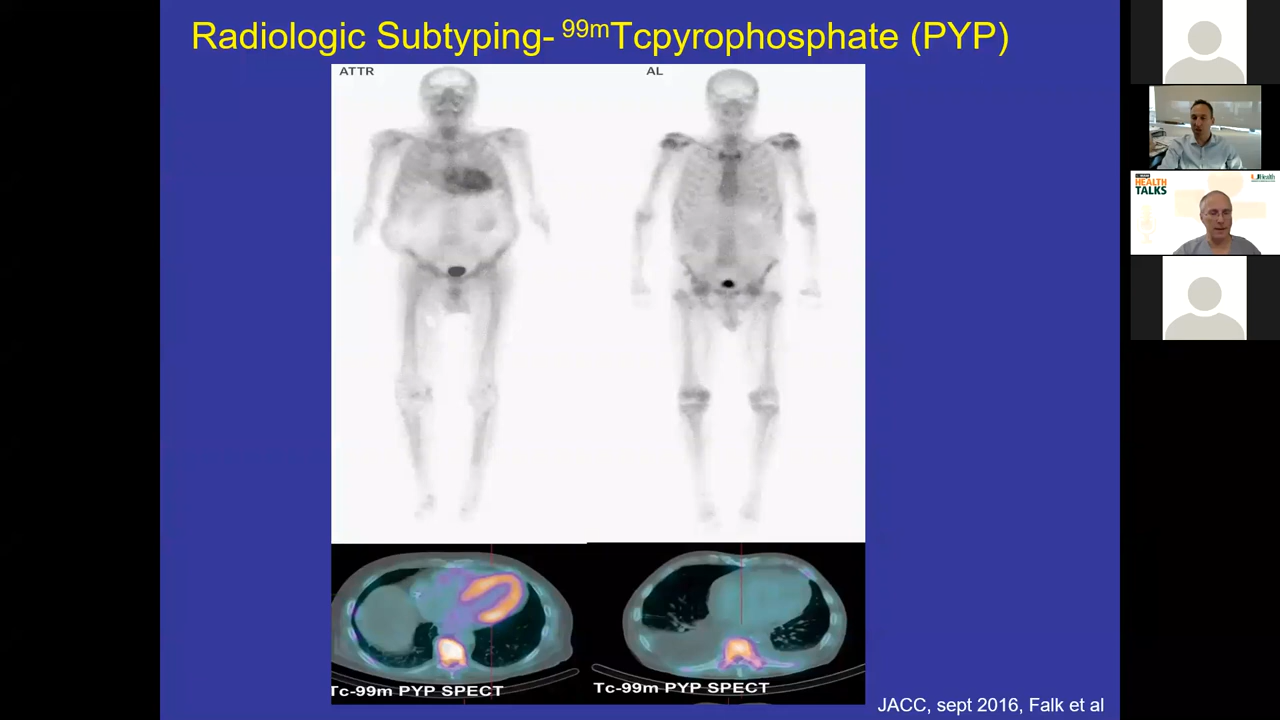 Radiologic Subtyping- 99mTcpyrophosphate (PYP)
ATTR
AL
Tc-99m PYP SPECT
Tc-99m PYP SPECT
JACC, sept 2016, Falk et al
HEALTH
TALKS
UHealth